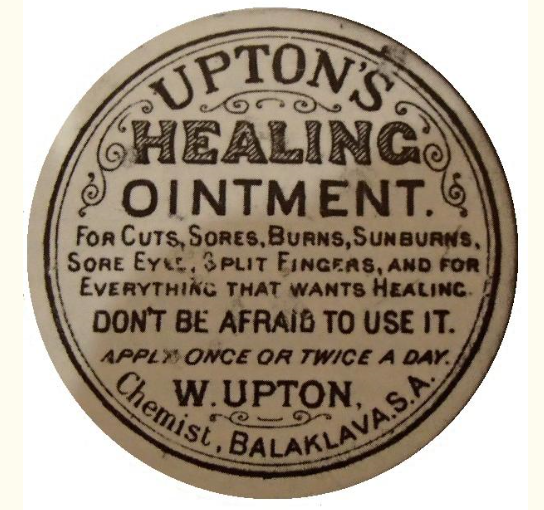 UPTON'S
HEALING
OINTMENT.
FOR CUTS, SORES, BURNS, SUNBURNS,
SORE EYES, SPLIT FINGERS, AND FOR
EVERYTHING THAT WANTS HEALING.
DON'T BE AFRAID TO USE IT.
APPLY ONCE OR TWICE A DAY.
W. UPTON,
Chemist, BALAKLAVA. S.A.